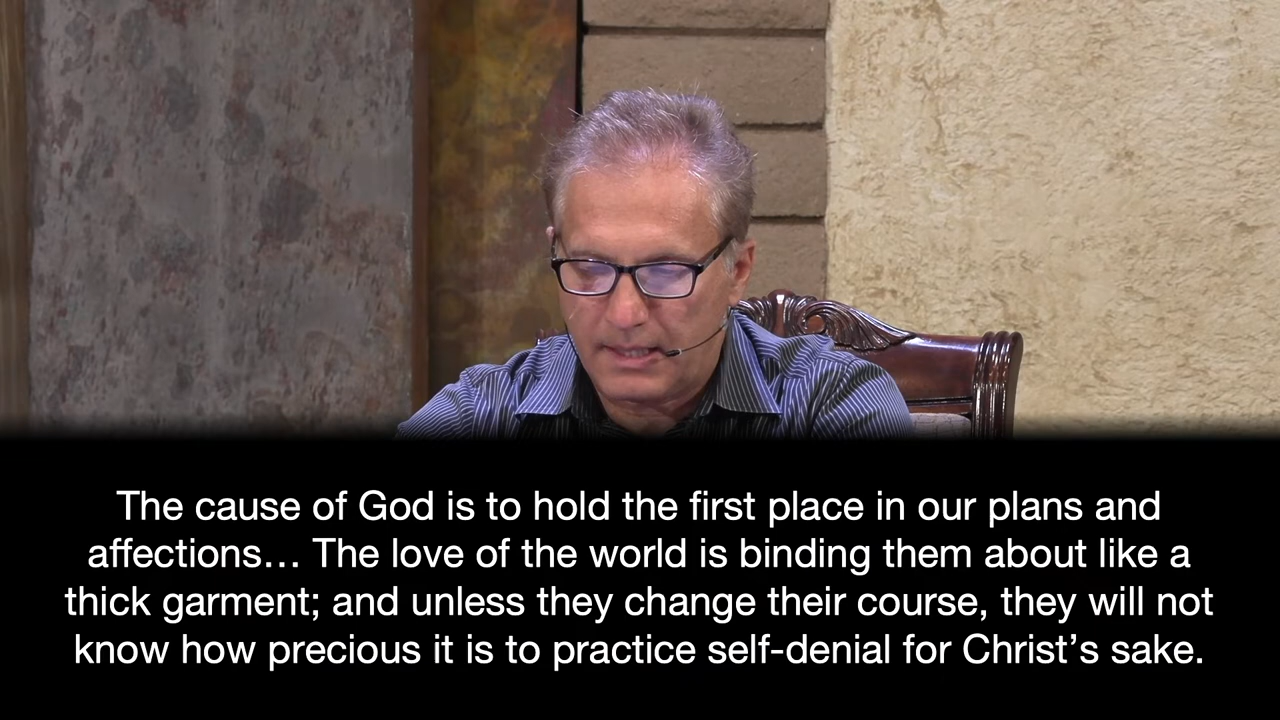 The cause of God is to hold the first place in our plans and
affections… The love of the world is binding them about like a
thick garment; and unless they change their course, they will not
know how precious it is to practice self-denial for Christ’s sake.